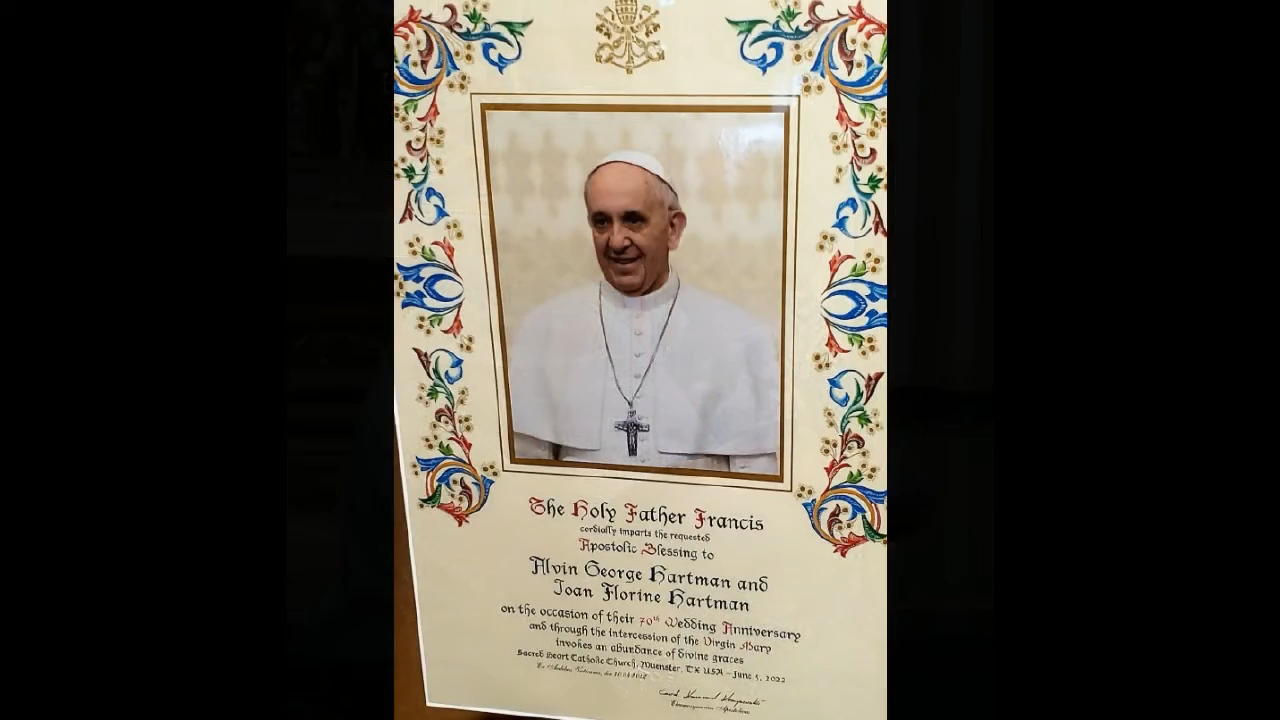 The Holy Father Francis
cordially imparts the requested
Apostolic Blessing to
Alvin George Hartman and
Joan Florine Hartman
on the occasion of their 70th Wedding Anniversary
and through the intercession of the Virgin Mary
invokes an abundance of divine graces
Sacred Heart Catholic Church, Muenster, TX USA - June 5, 2022